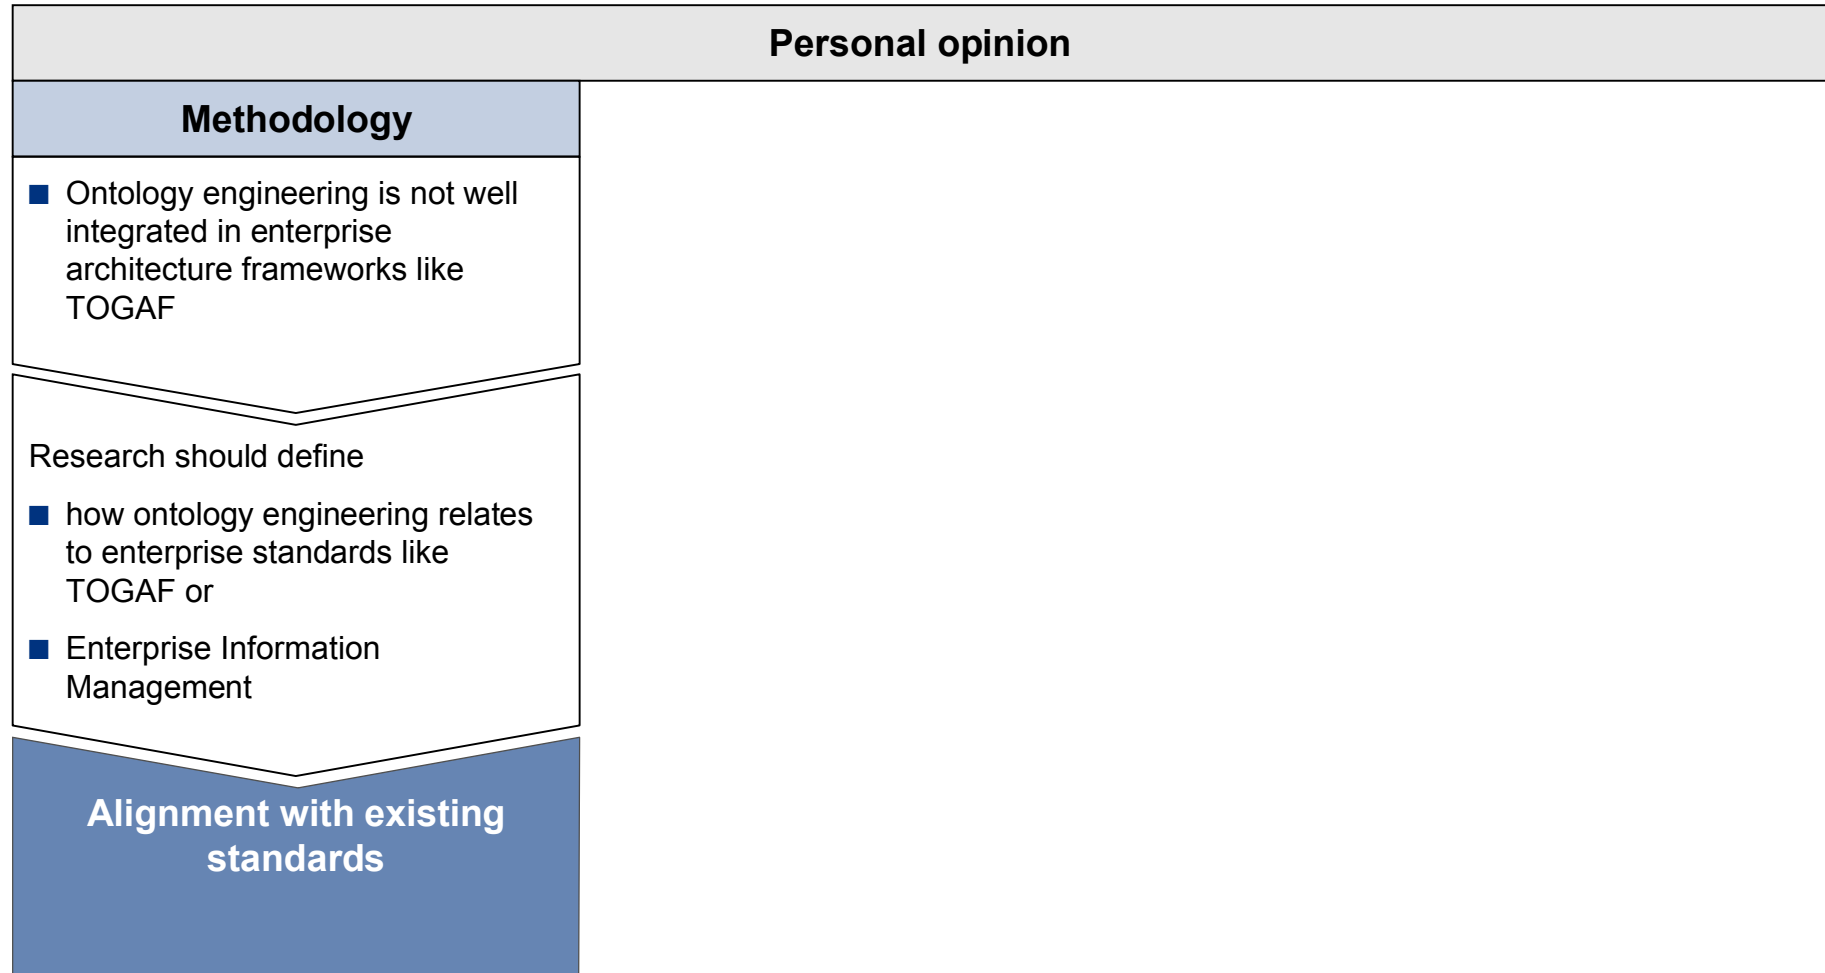 Personal opinion
Methodology
Ontology engineering is not well
integrated in enterprise
architecture frameworks like
TOGAF
Research should define
how ontology engineering relates
to enterprise standards like
TOGAF or
Enterprise Information
Management
Alignment with existing
standards